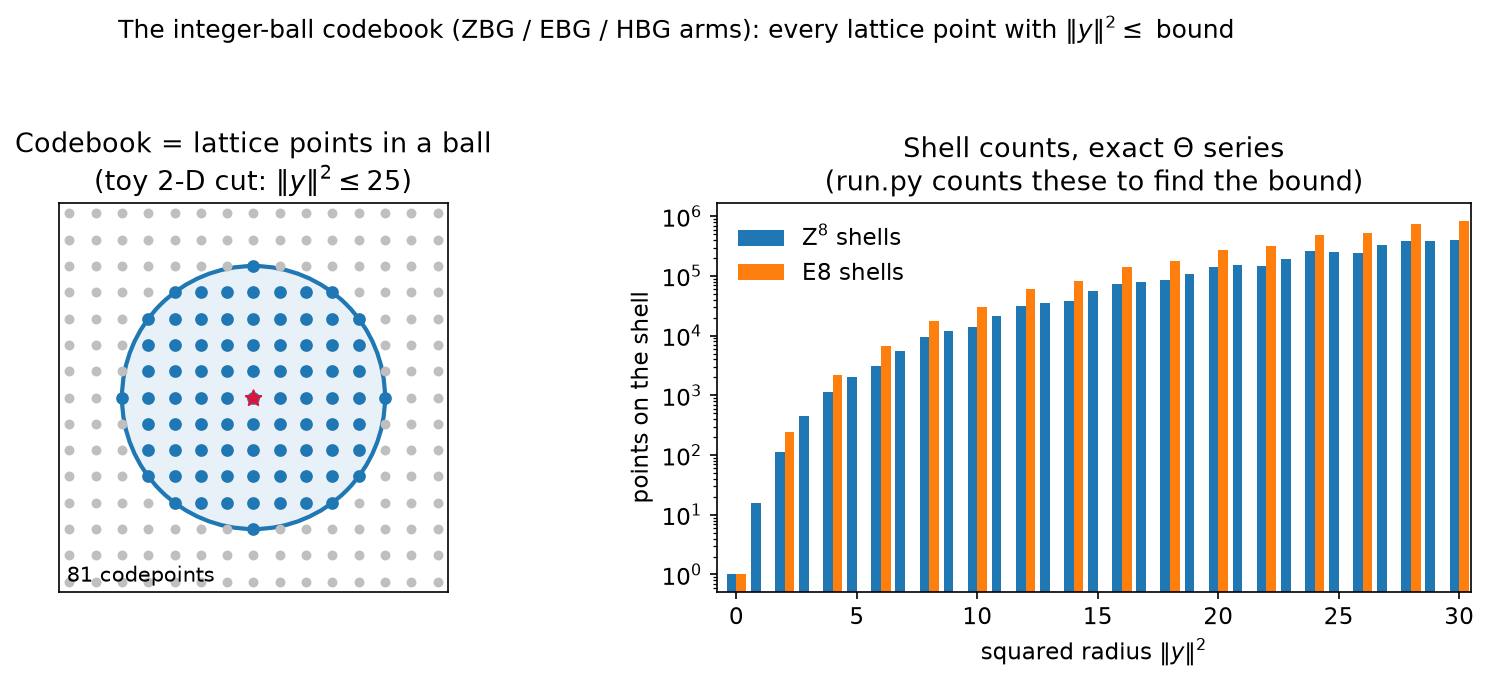 The integer-ball codebook (ZBG / EBG / HBG arms): every lattice point with ‖y‖² ≤ bound
Codebook = lattice points in a ball
(toy 2-D cut: ‖y‖² ≤ 25)
81 codepoints
Shell counts, exact Θ series
(run.py counts these to find the bound)
Z⁸ shells
E8 shells
points on the shell
10⁶
10⁵
10⁴
10³
10²
10¹
10⁰
0 5 10 15 20 25 30
squared radius ‖y‖²